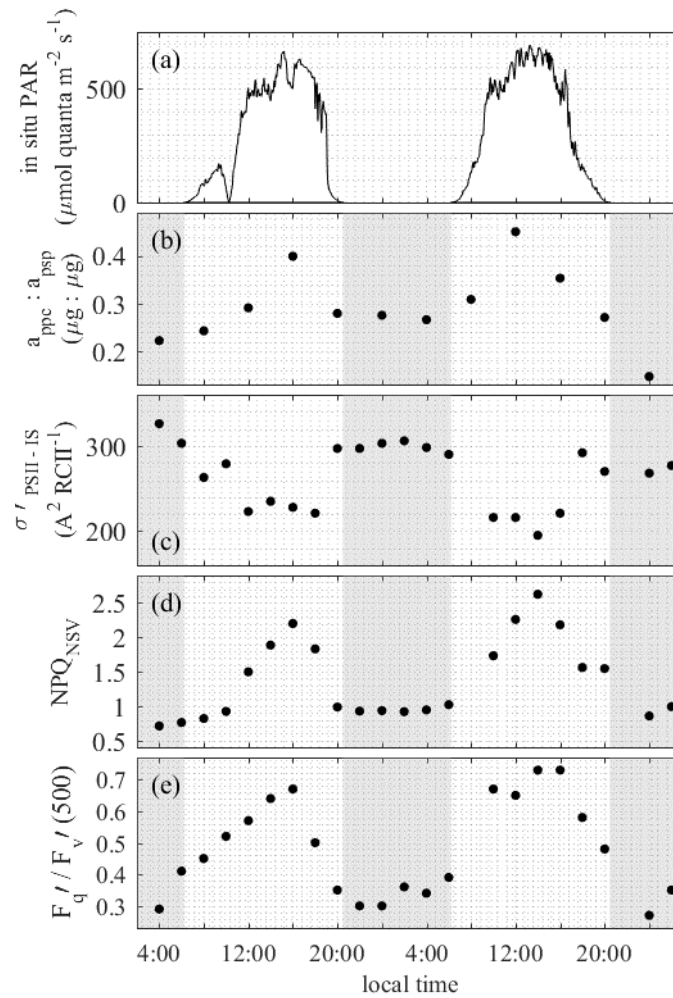 (a)
in situ PAR
(μmol quanta m⁻² s⁻¹)
500
0
(b)
a_ppc : a_psp
(μg : μg)
0.4
0.3
0.2
(c)
σ′_PSII - IS
(A² RCII⁻¹)
300
200
(d)
NPQ_NSV
2.5
2
1.5
1
0.5
(e)
F_q′ / F_v′ (500)
0.7
0.6
0.5
0.4
0.3
4:00 12:00 20:00 4:00 12:00 20:00
local time